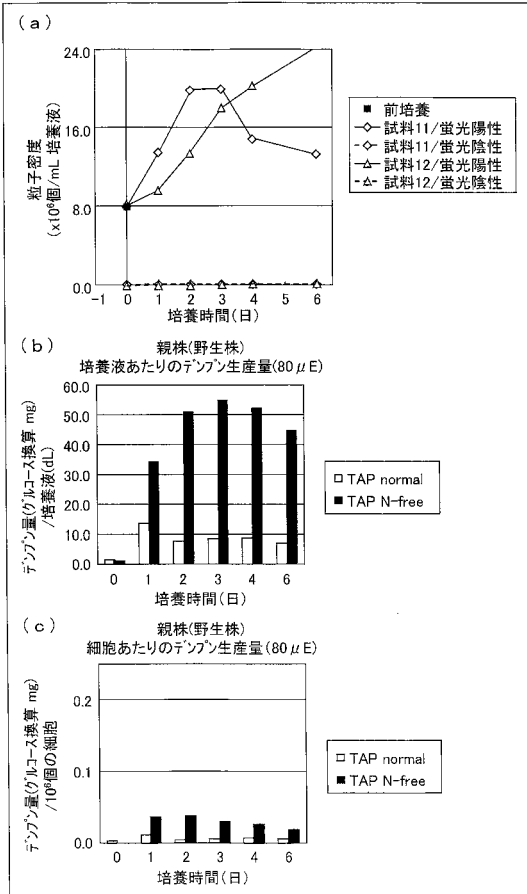 (a)
24.0
16.0
8.0
0.0
粒子密度
(x10⁶個/mL 培養液)
-1 0 1 2 3 4 5 6
培養時間(日)
前培養
試料11/蛍光陽性
試料11/蛍光陰性
試料12/蛍光陽性
試料12/蛍光陰性
(b)
親株(野生株)
培養液あたりのデンプン生産量(80μE)
60.0
50.0
40.0
30.0
20.0
10.0
0.0
デンプン量(グルコース換算 mg)
/培養液(dL)
0 1 2 3 4 6
培養時間(日)
TAP normal
TAP N-free
(c)
親株(野生株)
細胞あたりのデンプン生産量(80μE)
0.2
0.1
0.0
デンプン量(グルコース換算 mg)
/10⁶個の細胞
0 1 2 3 4 6
培養時間(日)
TAP normal
TAP N-free